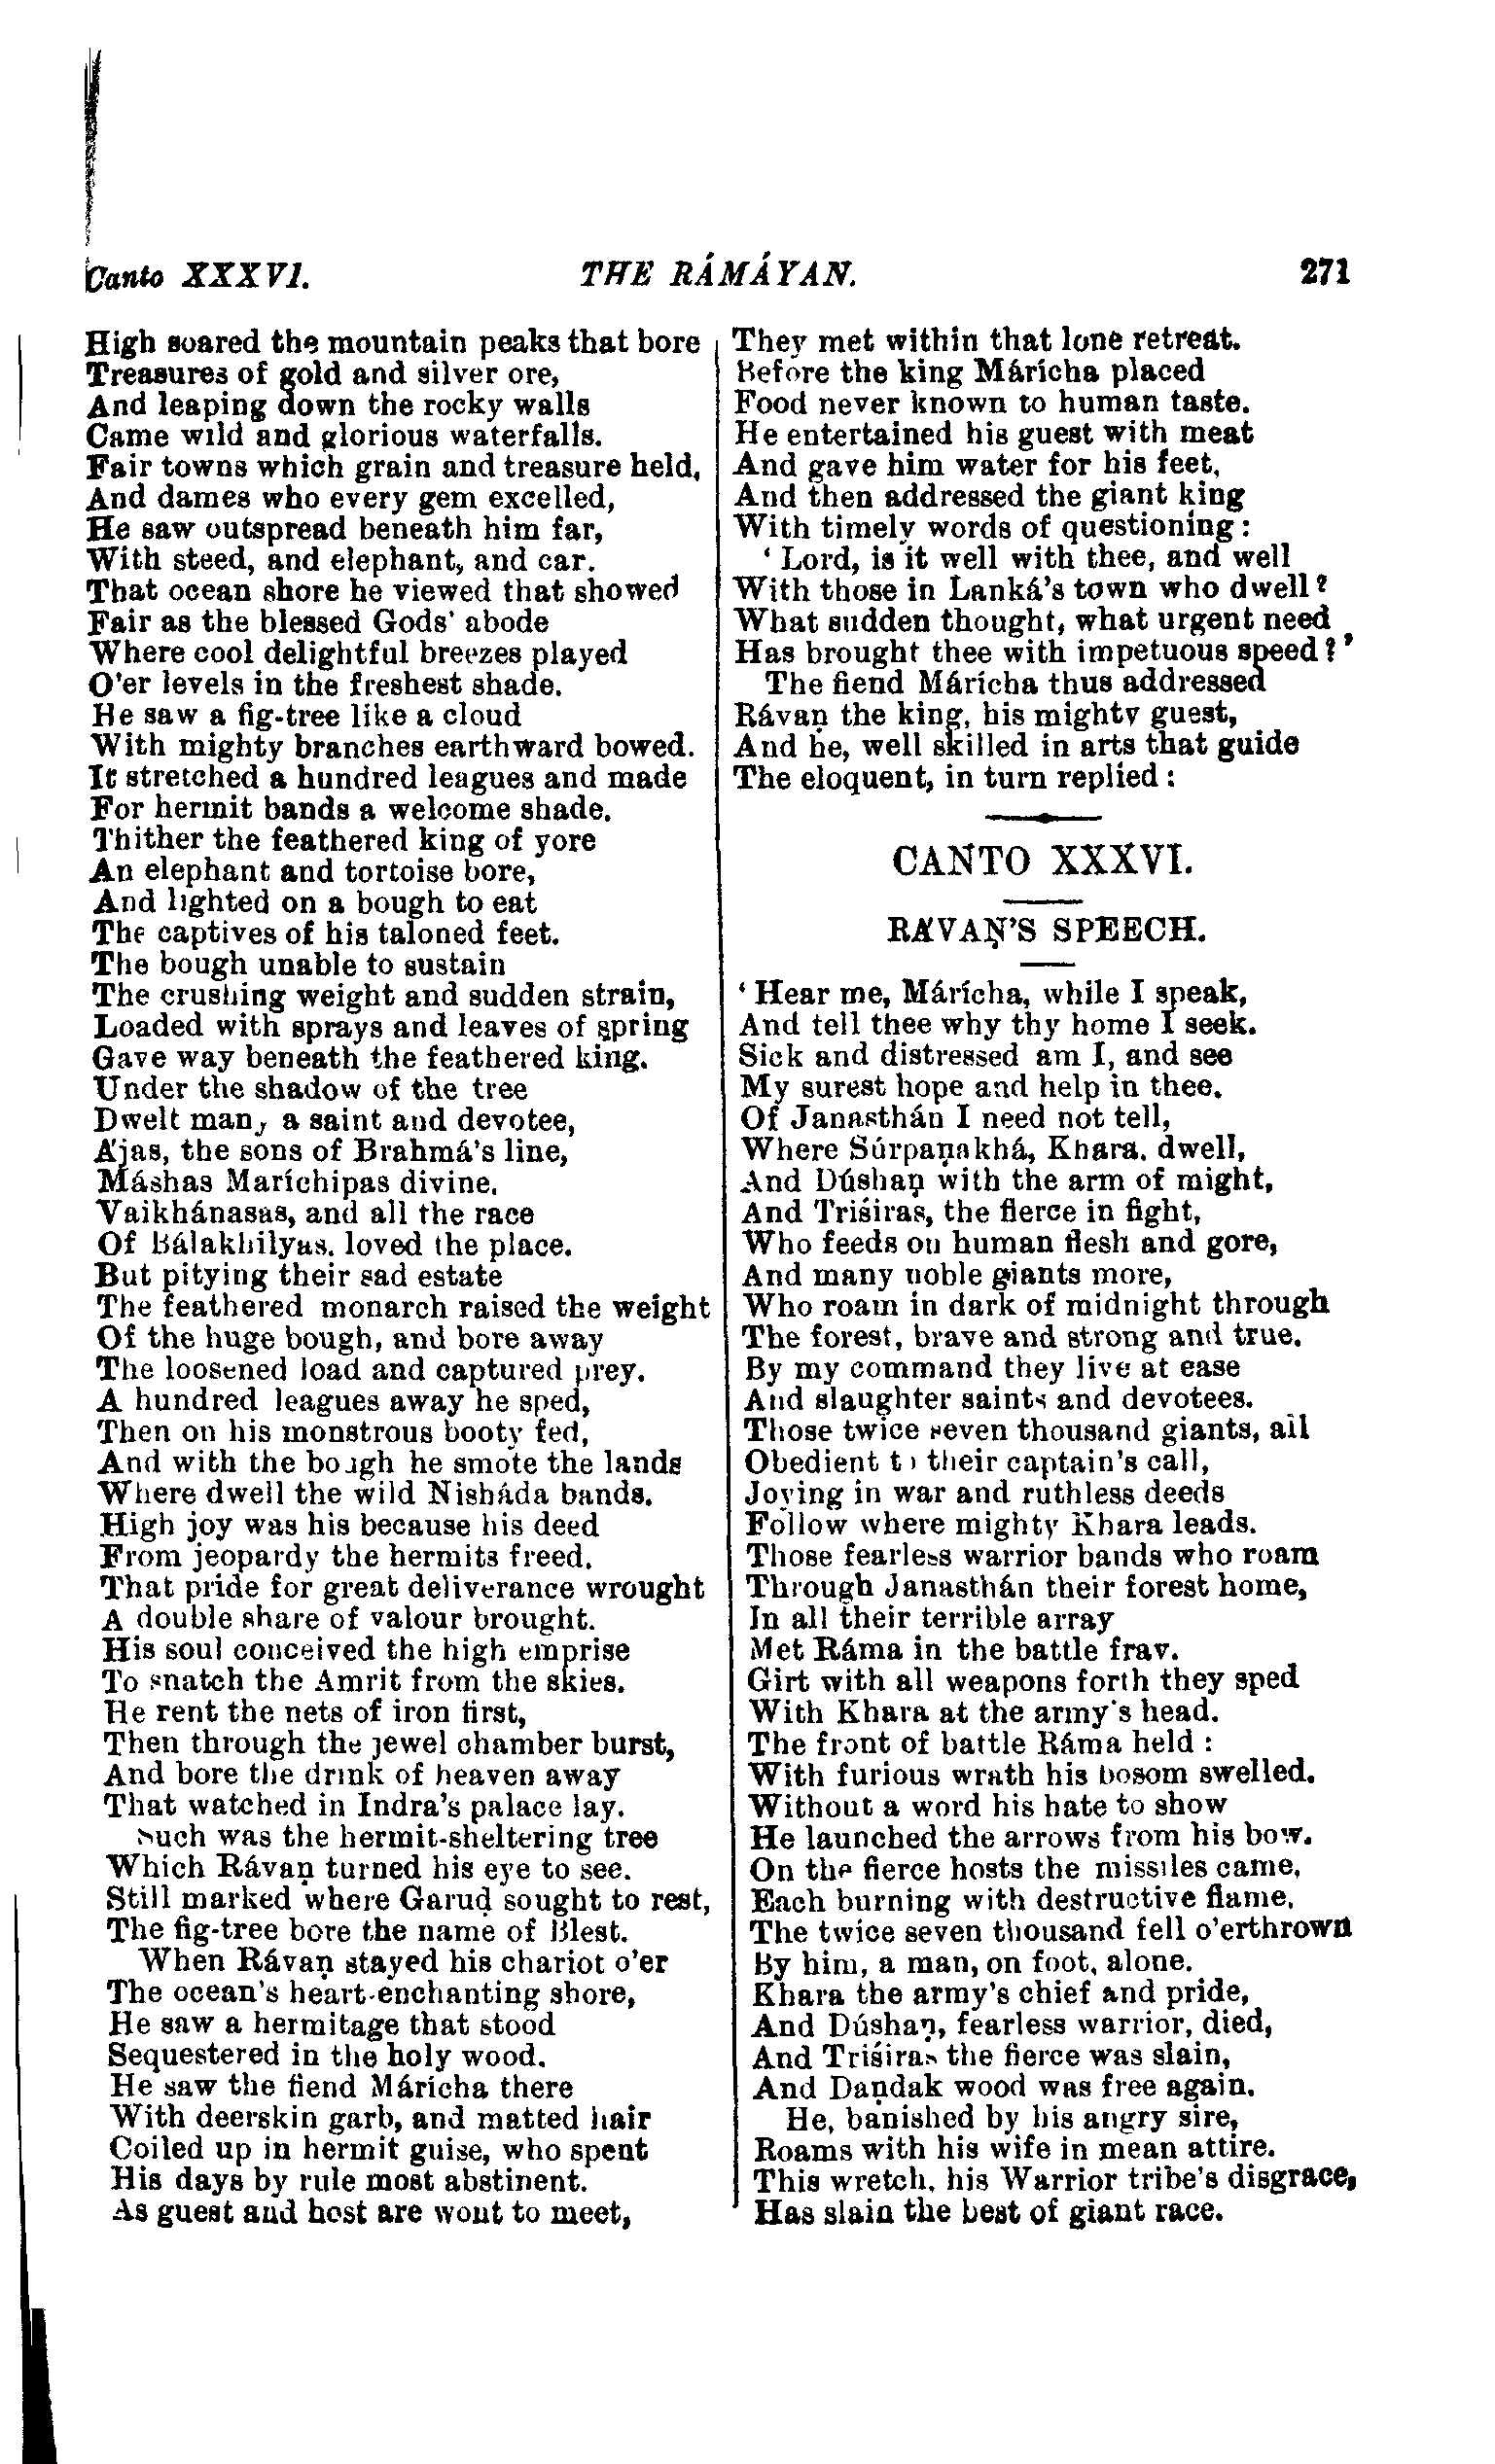 Canto XXXVI. THE RÁMÁYAN. 271
High soared the mountain peaks that bore
Treasures of gold and silver ore,
And leaping down the rocky walls
Came wild and glorious waterfalls.
Fair towns which grain and treasure held,
And dames who every gem excelled,
He saw outspread beneath him far,
With steed, and elephant, and car.
That ocean shore he viewed that showed
Fair as the blessed Gods' abode
Where cool delightful breezes played
O'er levels in the freshest shade.
He saw a fig-tree like a cloud
With mighty branches earthward bowed.
It stretched a hundred leagues and made
For hermit bands a welcome shade.
Thither the feathered king of yore
An elephant and tortoise bore,
And lighted on a bough to eat
The captives of his taloned feet.
The bough unable to sustain
The crushing weight and sudden strain,
Loaded with sprays and leaves of spring
Gave way beneath the feathered king.
Under the shadow of the tree
Dwelt many a saint and devotee,
Ájas, the sons of Brahmá's line,
Máshas Maríchipas divine.
Vaikhánasas, and all the race
Of Bálakhilyas, loved the place.
But pitying their sad estate
The feathered monarch raised the weight
Of the huge bough, and bore away
The loosened load and captured prey.
A hundred leagues away he sped,
Then on his monstrous booty fed,
And with the bough he smote the lands
Where dwell the wild Nisháda bands.
High joy was his because his deed
From jeopardy the hermits freed.
That pride for great deliverance wrought
A double share of valour brought.
His soul conceived the high emprise
To snatch the Amrit from the skies.
He rent the nets of iron first,
Then through the jewel chamber burst,
And bore the drink of heaven away
That watched in Indra's palace lay.
Such was the hermit-sheltering tree
Which Rávaṇ turned his eye to see.
Still marked where Garuḍ sought to rest,
The fig-tree bore the name of Blest.
When Rávaṇ stayed his chariot o'er
The ocean's heart-enchanting shore,
He saw a hermitage that stood
Sequestered in the holy wood.
He saw the fiend Márícha there
With deerskin garb, and matted hair
Coiled up in hermit guise, who spent
His days by rule most abstinent.
As guest and host are wont to meet,
They met within that lone retreat.
Before the king Márícha placed
Food never known to human taste.
He entertained his guest with meat
And gave him water for his feet,
And then addressed the giant king
With timely words of questioning:
‘Lord, is it well with thee, and well
With those in Lanká's town who dwell?
What sudden thought, what urgent need
Has brought thee with impetuous speed?’
The fiend Márícha thus addressed
Rávaṇ the king, his mighty guest,
And he, well skilled in arts that guide
The eloquent, in turn replied:
CANTO XXXVI.
RÁVAṆ'S SPEECH.
‘Hear me, Márícha, while I speak,
And tell thee why thy home I seek.
Sick and distressed am I, and see
My surest hope and help in thee.
Of Janasthán I need not tell,
Where Súrpaṇakhá, Khara, dwell,
And Dúshaṇ with the arm of might,
And Triśiras, the fierce in fight,
Who feeds on human flesh and gore,
And many noble giants more,
Who roam in dark of midnight through
The forest, brave and strong and true.
By my command they live at ease
And slaughter saints and devotees.
Those twice seven thousand giants, all
Obedient to their captain's call,
Joying in war and ruthless deeds
Follow where mighty Khara leads.
Those fearless warrior bands who roam
Through Janasthán their forest home,
In all their terrible array
Met Ráma in the battle fray.
Girt with all weapons forth they sped
With Khara at the army's head.
The front of battle Ráma held:
With furious wrath his bosom swelled.
Without a word his hate to show
He launched the arrows from his bow.
On the fierce hosts the missiles came,
Each burning with destructive flame,
The twice seven thousand fell o'erthrown
By him, a man, on foot, alone.
Khara the army's chief and pride,
And Dúshaṇ, fearless warrior, died,
And Triśiras the fierce was slain,
And Daṇdak wood was free again.
He, banished by his angry sire,
Roams with his wife in mean attire.
This wretch, his Warrior tribe's disgrace,
Has slain the best of giant race.